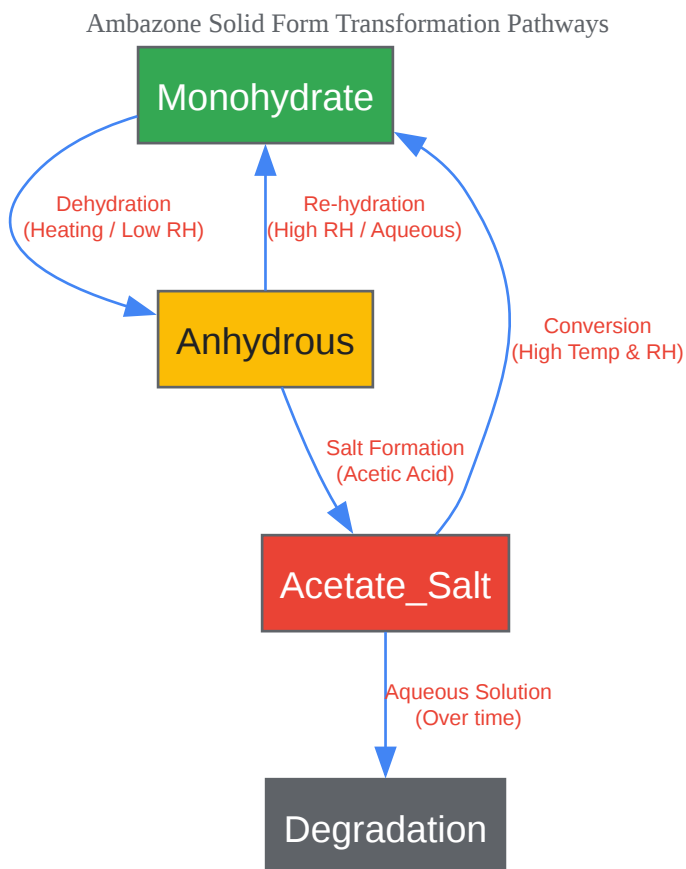 Ambazone Solid Form Transformation Pathways
Monohydrate
Dehydration
(Heating / Low RH)
Re-hydration
(High RH / Aqueous)
Anhydrous
Conversion
(High Temp & RH)
Salt Formation
(Acetic Acid)
Acetate_Salt
Aqueous Solution
(Over time)
Degradation